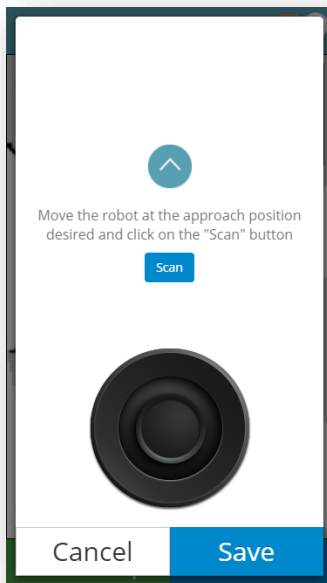 Move the robot at the approach position
desired and click on the "Scan" button
Scan
Cancel
Save